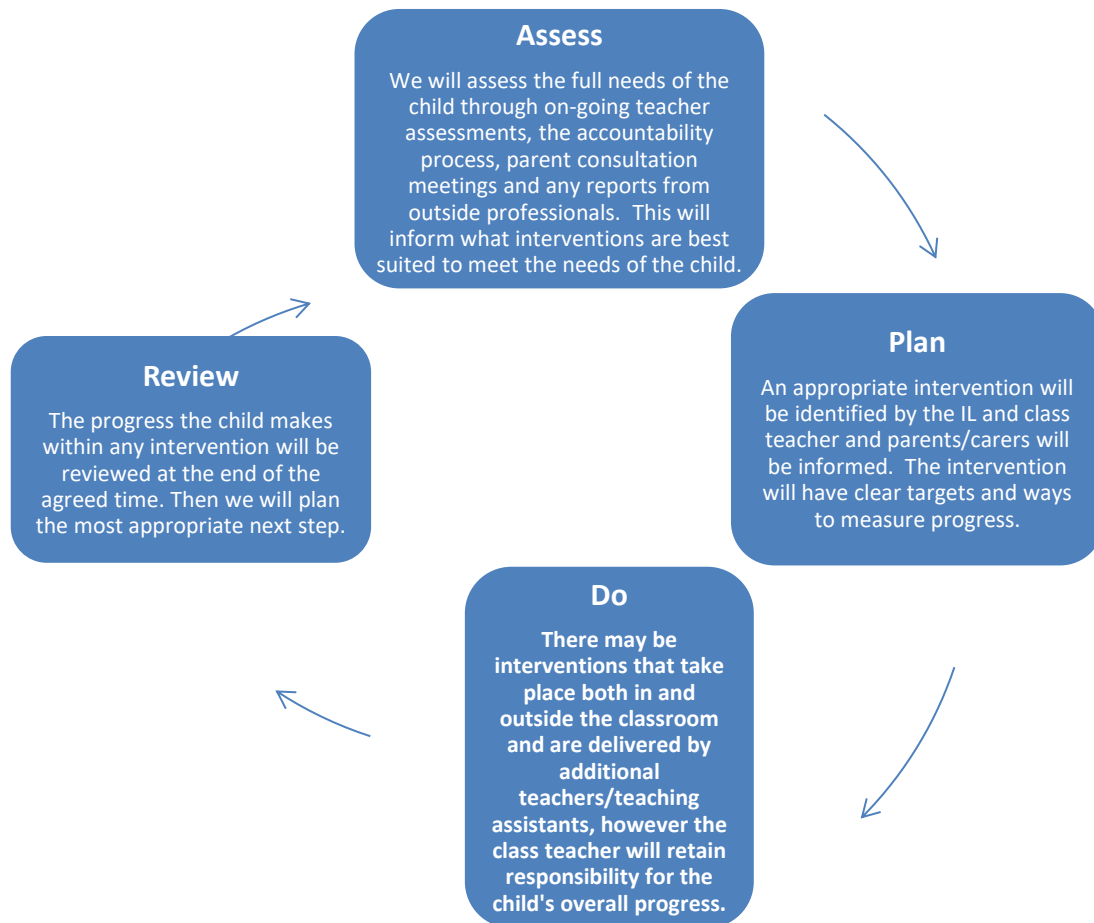 Assess
We will assess the full needs of the
child through on-going teacher
assessments, the accountability
process, parent consultation
meetings and any reports from
outside professionals.  This will
inform what interventions are best
suited to meet the needs of the child.
Plan
An appropriate intervention will
be identified by the IL and class
teacher and parents/carers will
be informed.  The intervention
will have clear targets and ways
to measure progress.
Do
There may be
interventions that take
place both in and
outside the classroom
and are delivered by
additional
teachers/teaching
assistants, however the
class teacher will retain
responsibility for the
child's overall progress.
Review
The progress the child makes
within any intervention will be
reviewed at the end of the
agreed time. Then we will plan
the most appropriate next step.